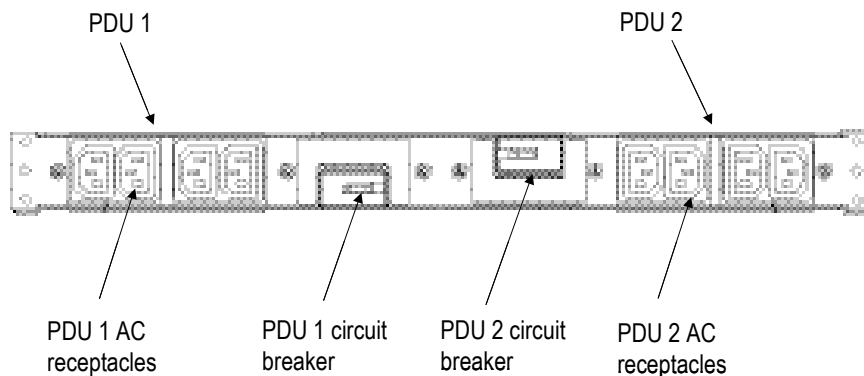 PDU 1
PDU 2
PDU 1 AC
receptacles
PDU 1 circuit
breaker
PDU 2 circuit
breaker
PDU 2 AC
receptacles